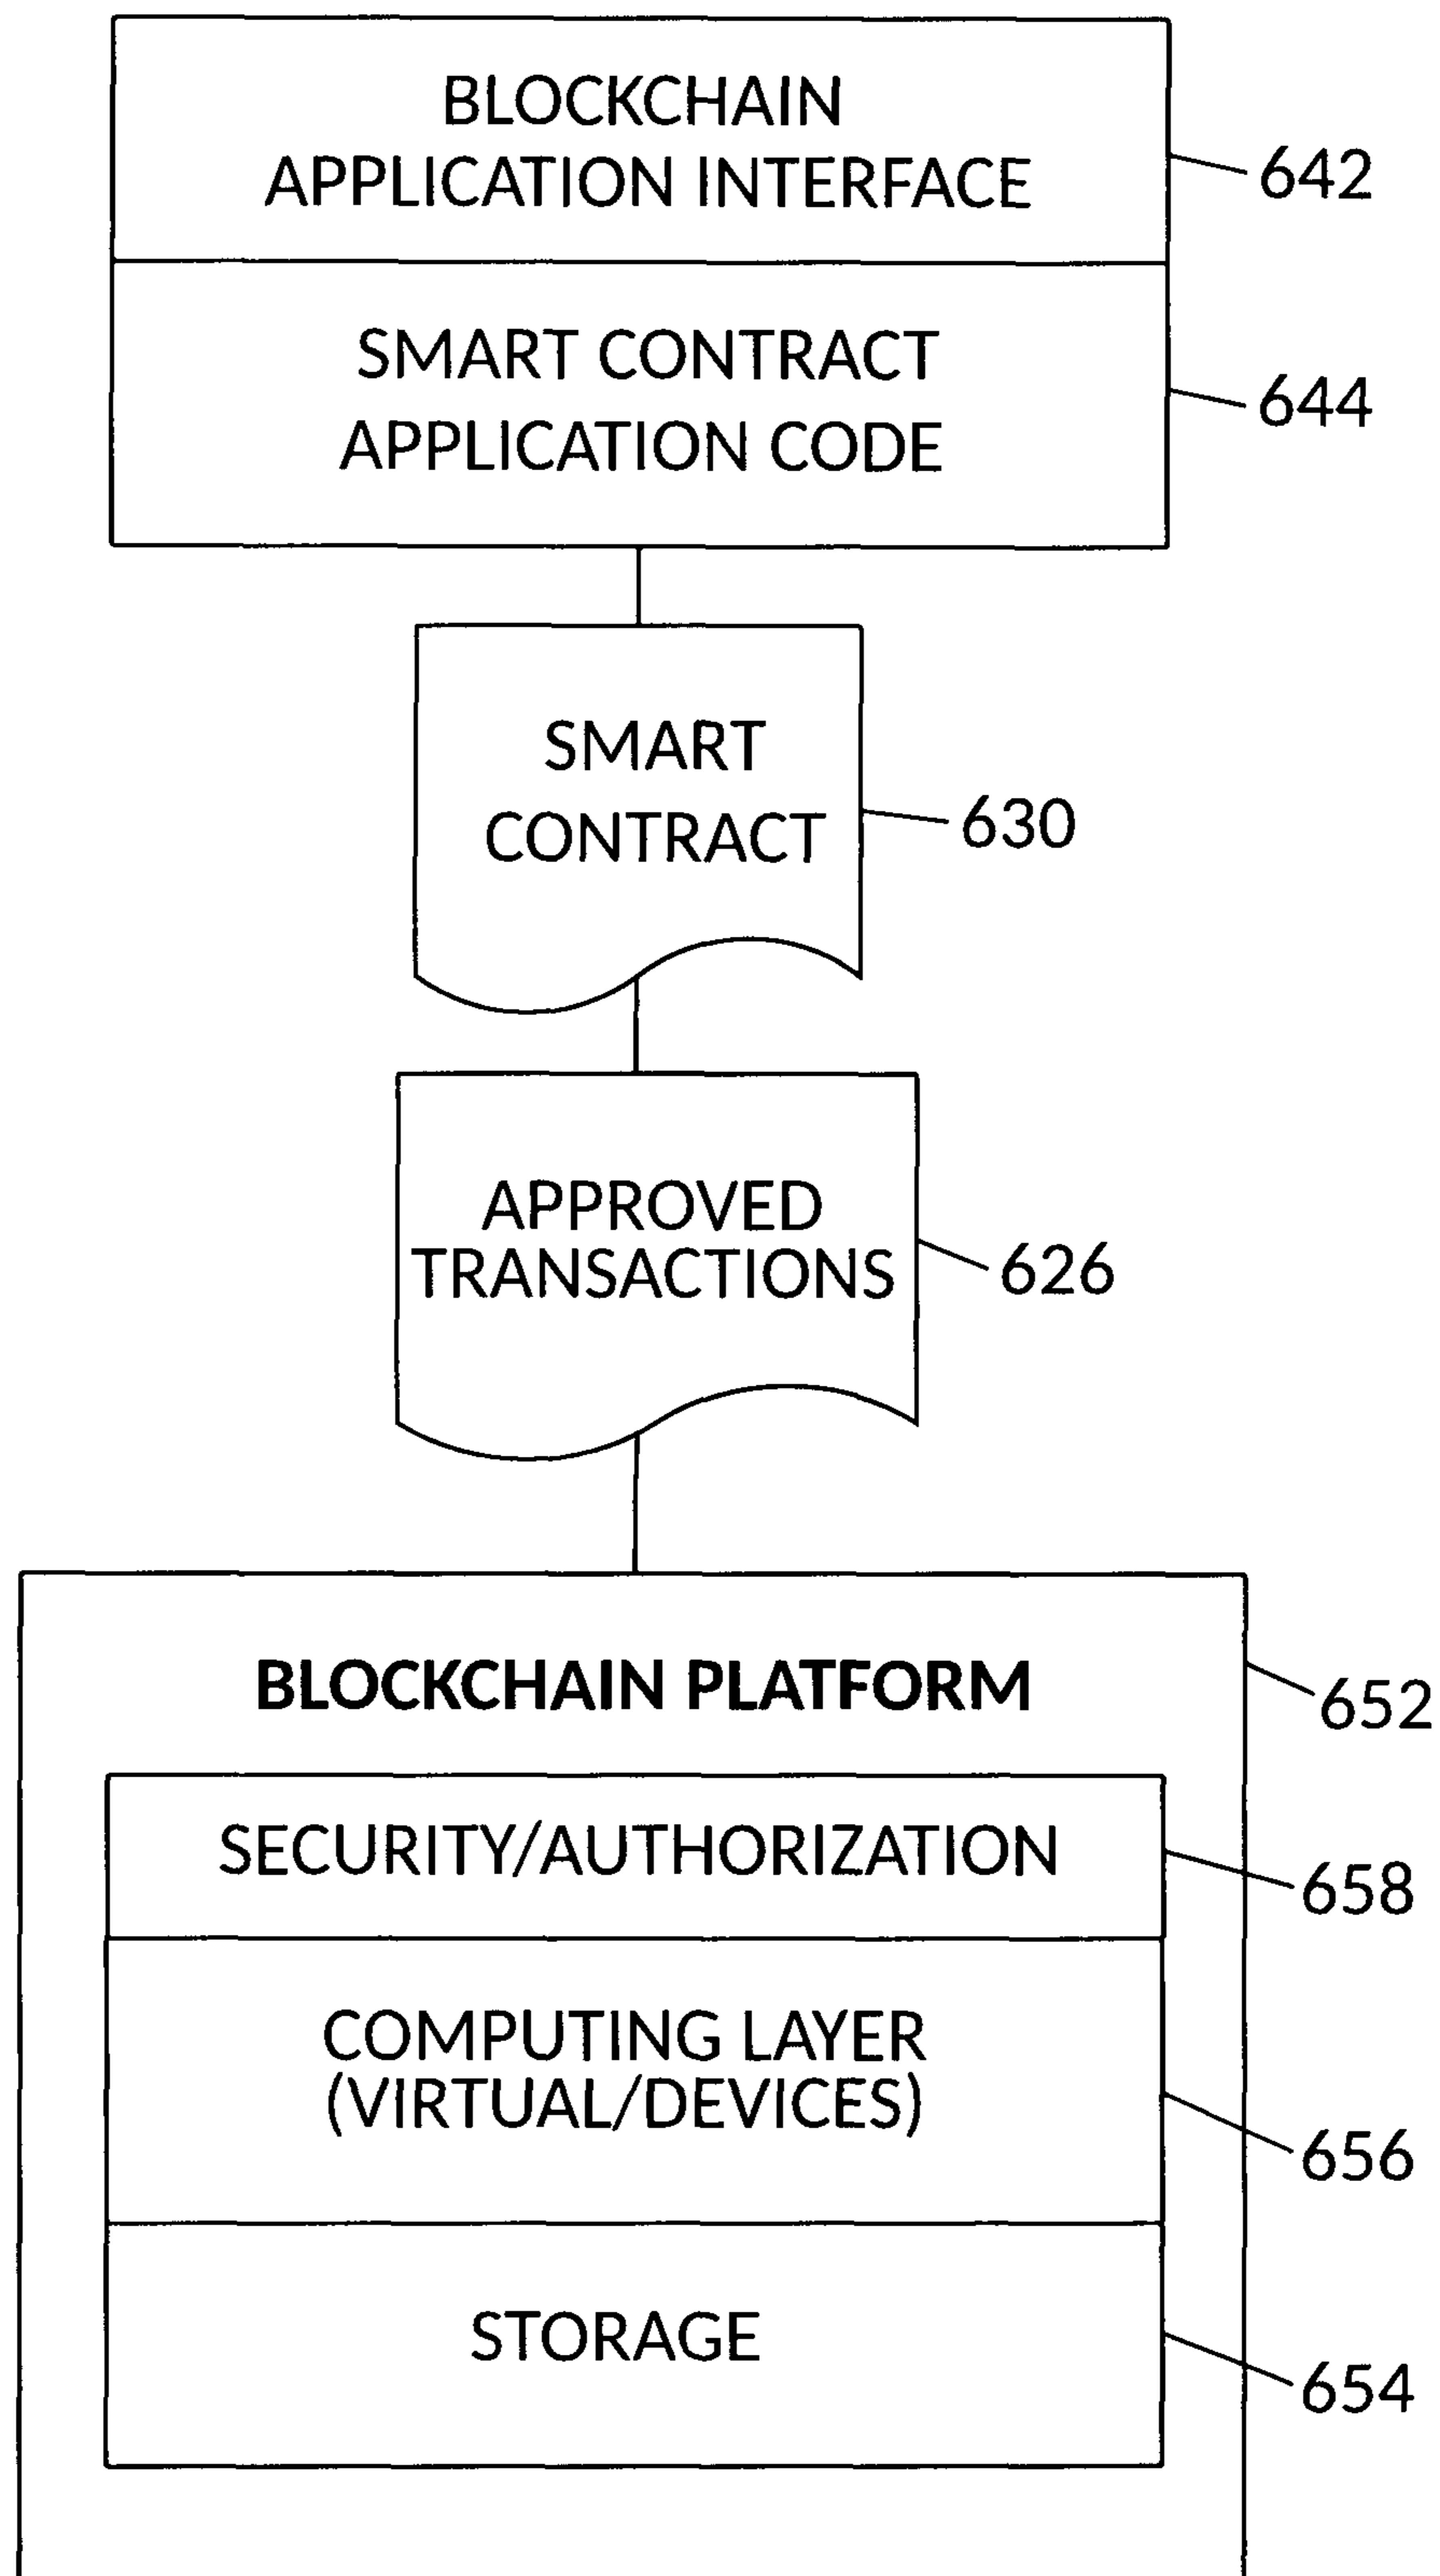 BLOCKCHAIN
APPLICATION INTERFACE
642
SMART CONTRACT
APPLICATION CODE
644
SMART
CONTRACT
630
APPROVED
TRANSACTIONS
626
BLOCKCHAIN PLATFORM
652
SECURITY/AUTHORIZATION
658
COMPUTING LAYER
(VIRTUAL/DEVICES)
656
STORAGE
654